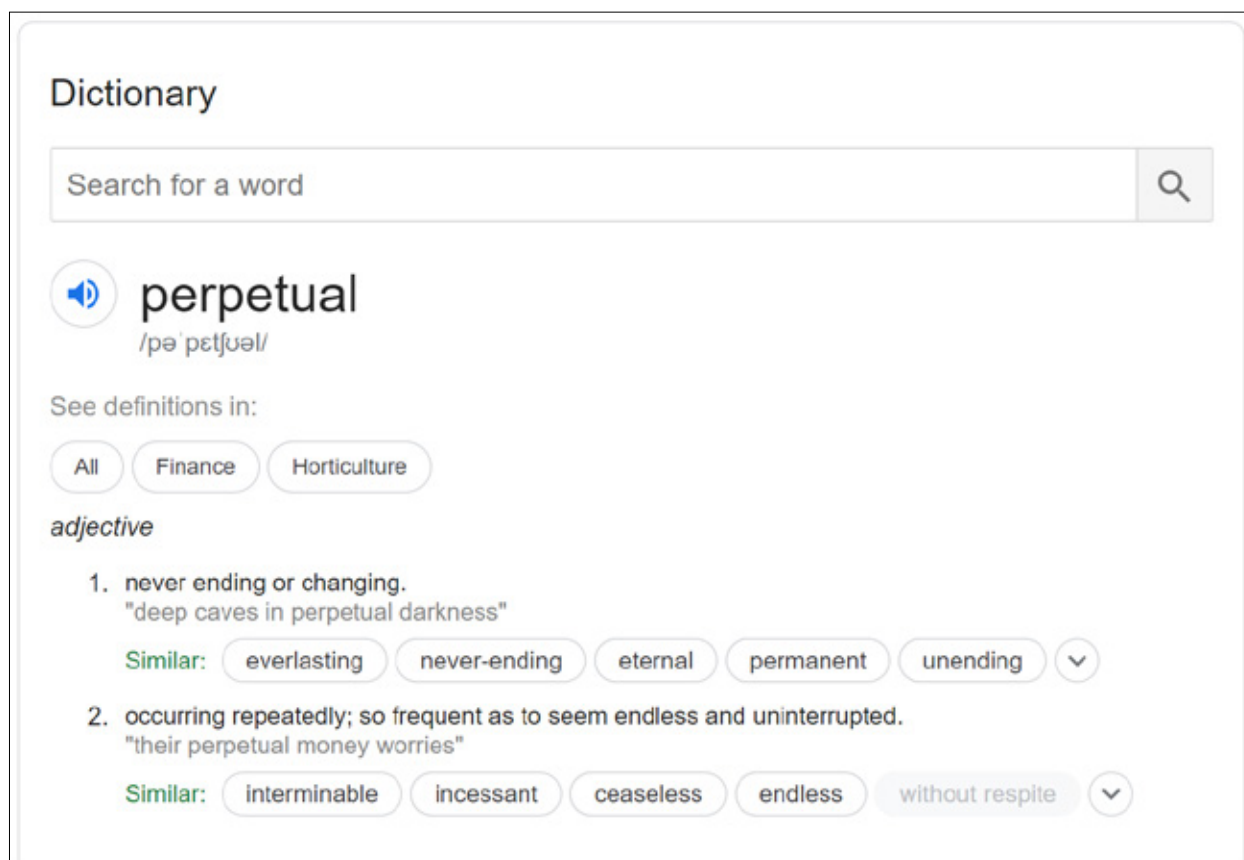 Dictionary
Search for a word
perpetual
/pəˈpɛtʃʊəl/
See definitions in:
All Finance Horticulture
adjective
1. never ending or changing.
"deep caves in perpetual darkness"
Similar: everlasting never-ending eternal permanent unending
2. occurring repeatedly; so frequent as to seem endless and uninterrupted.
"their perpetual money worries"
Similar: interminable incessant ceaseless endless without respite